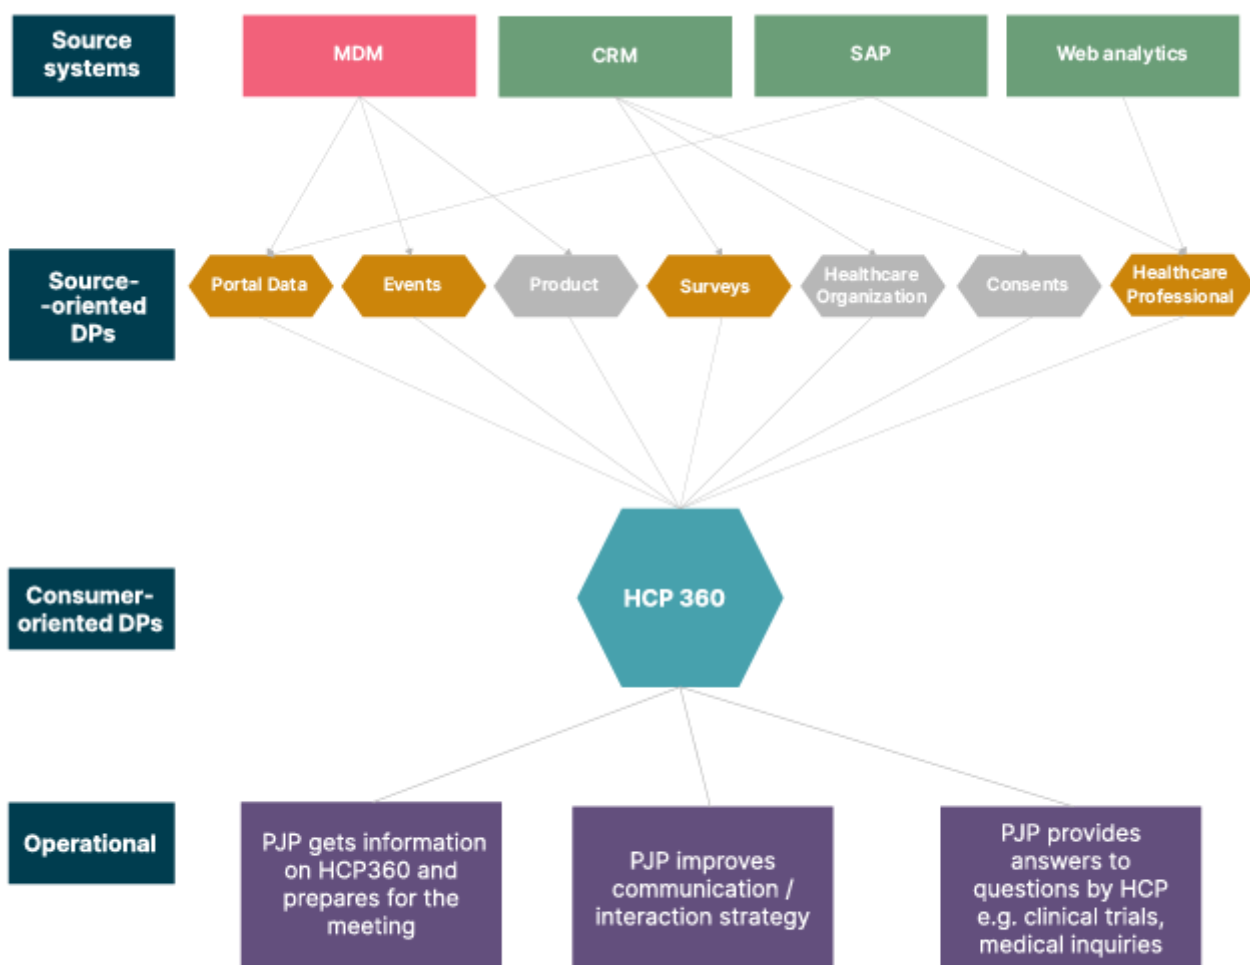 Source
systems
MDM
CRM
SAP
Web analytics
Source-
-oriented
DPs
Portal Data
Events
Product
Surveys
Healthcare
Organization
Consents
Healthcare
Professional
Consumer-
oriented DPs
HCP 360
Operational
PJP gets information
on HCP360 and
prepares for the
meeting
PJP improves
communication /
interaction strategy
PJP provides
answers to
questions by HCP
e.g. clinical trials,
medical inquiries